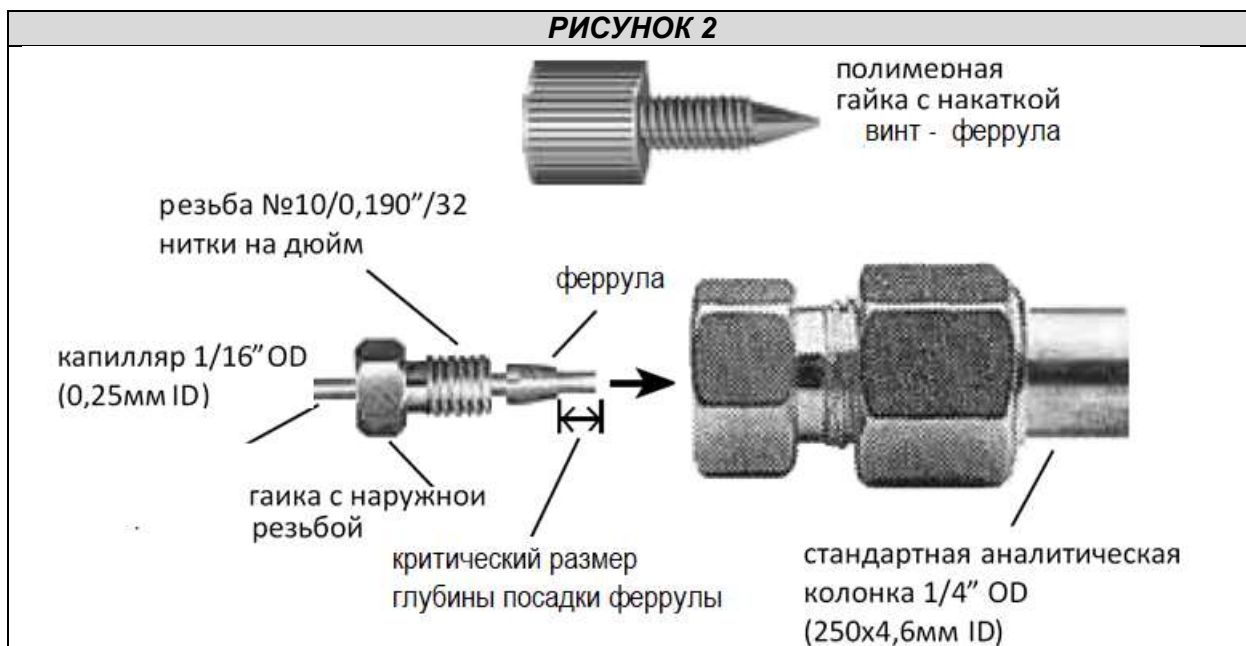 РИСУНОК 2
полимерная
гайка с накаткой
винт - феррула
резьба №10/0,190”/32
нитки на дюйм
феррула
капилляр 1/16” OD
(0,25мм ID)
гаика с наружнои
резьбой
критический размер
глубины посадки феррулы
стандартная аналитическая
колонка 1/4” OD
(250х4,6мм ID)